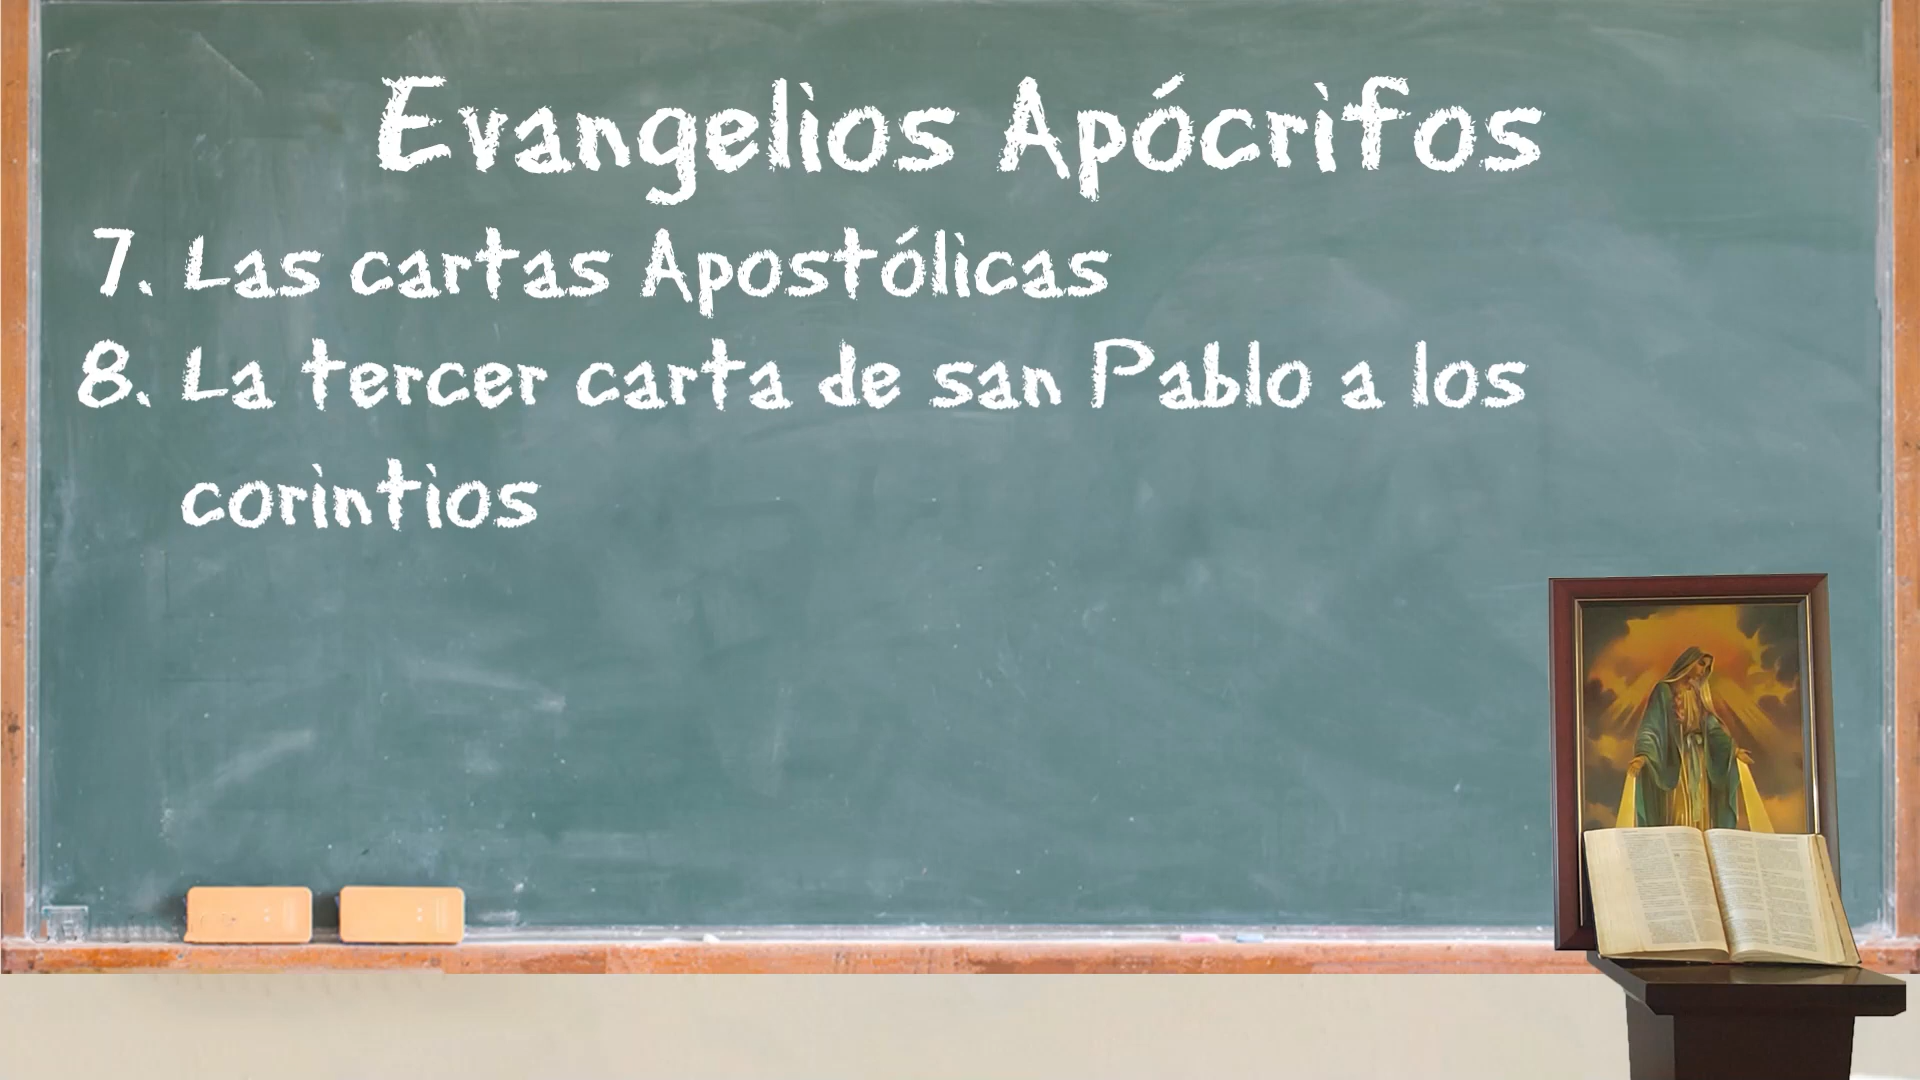 Evangelios Apócrifos
7. Las cartas Apostólicas
8. La tercer carta de san Pablo a los
corintios